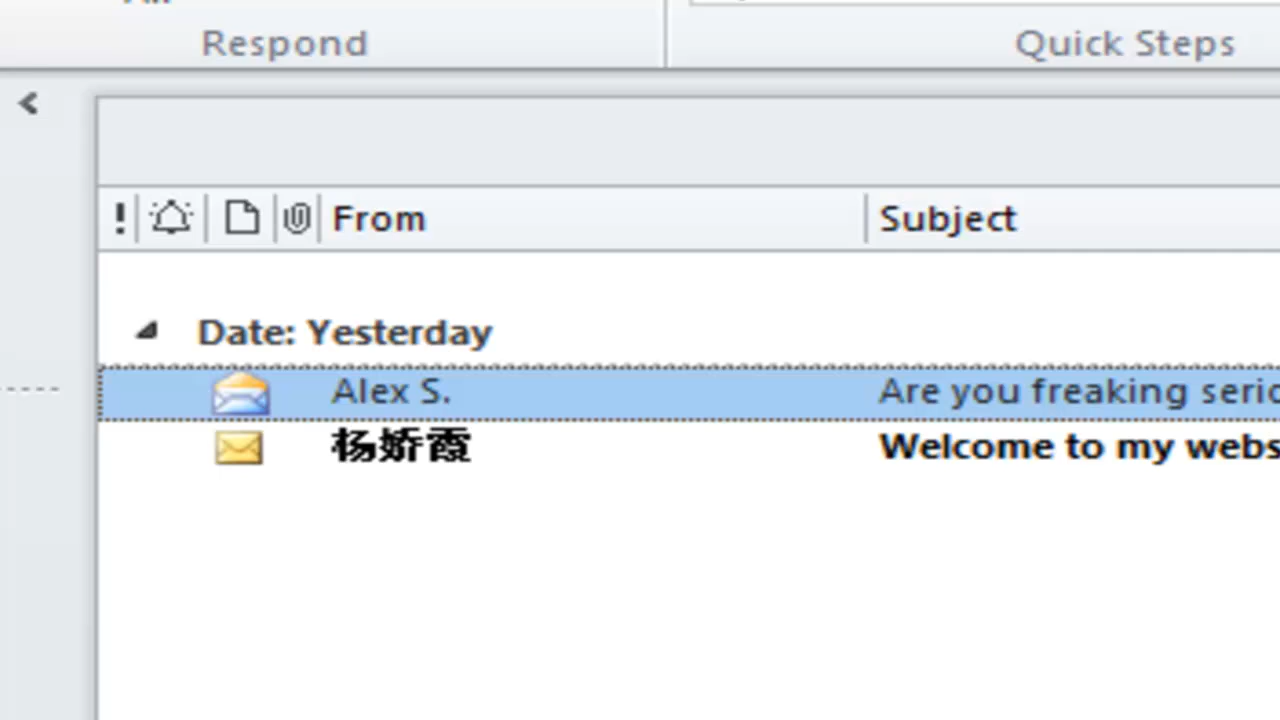 Respond
Quick Steps
! From Subject
Date: Yesterday
Alex S. Are you freaking serio
杨娇霞 Welcome to my webs